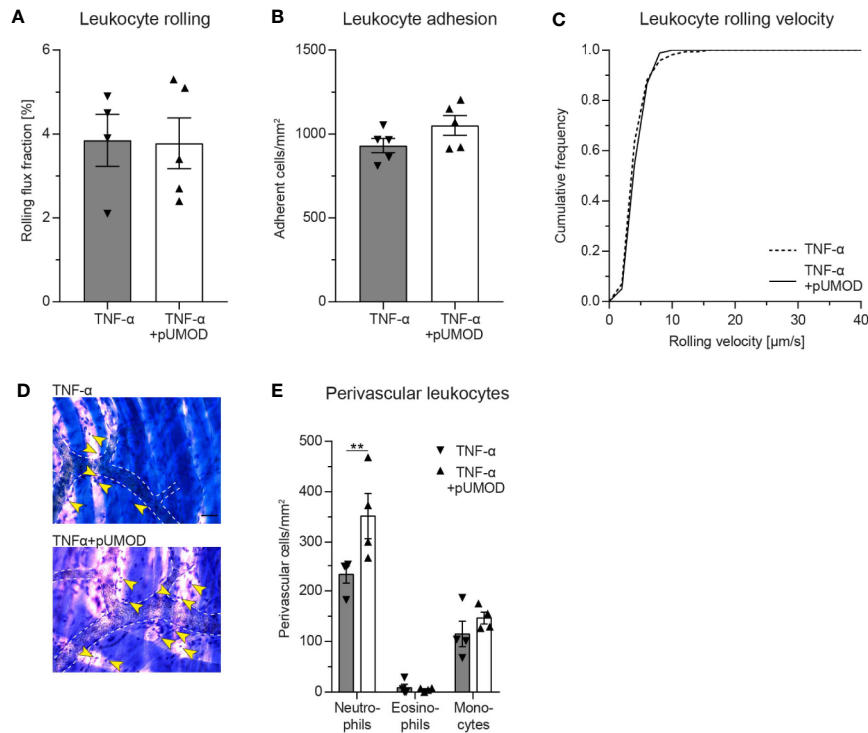 A
Leukocyte rolling
Rolling flux fraction [%]
6
4
2
0
TNF-α
TNF-α
+pUMOD
B
Leukocyte adhesion
Adherent cells/mm²
1500
1000
500
0
TNF-α
TNF-α
+pUMOD
C
Leukocyte rolling velocity
Cumulative frequency
1.0
0.8
0.6
0.4
0.2
0.0
0
10
20
30
40
Rolling velocity [µm/s]
TNF-α
TNF-α
+pUMOD
D
TNF-α
TNFα+pUMOD
E
Perivascular leukocytes
Perivascular cells/mm²
500
400
300
200
100
0
**
TNF-α
TNF-α
+pUMOD
Neutro-
phils
Eosino-
phils
Mono-
cytes